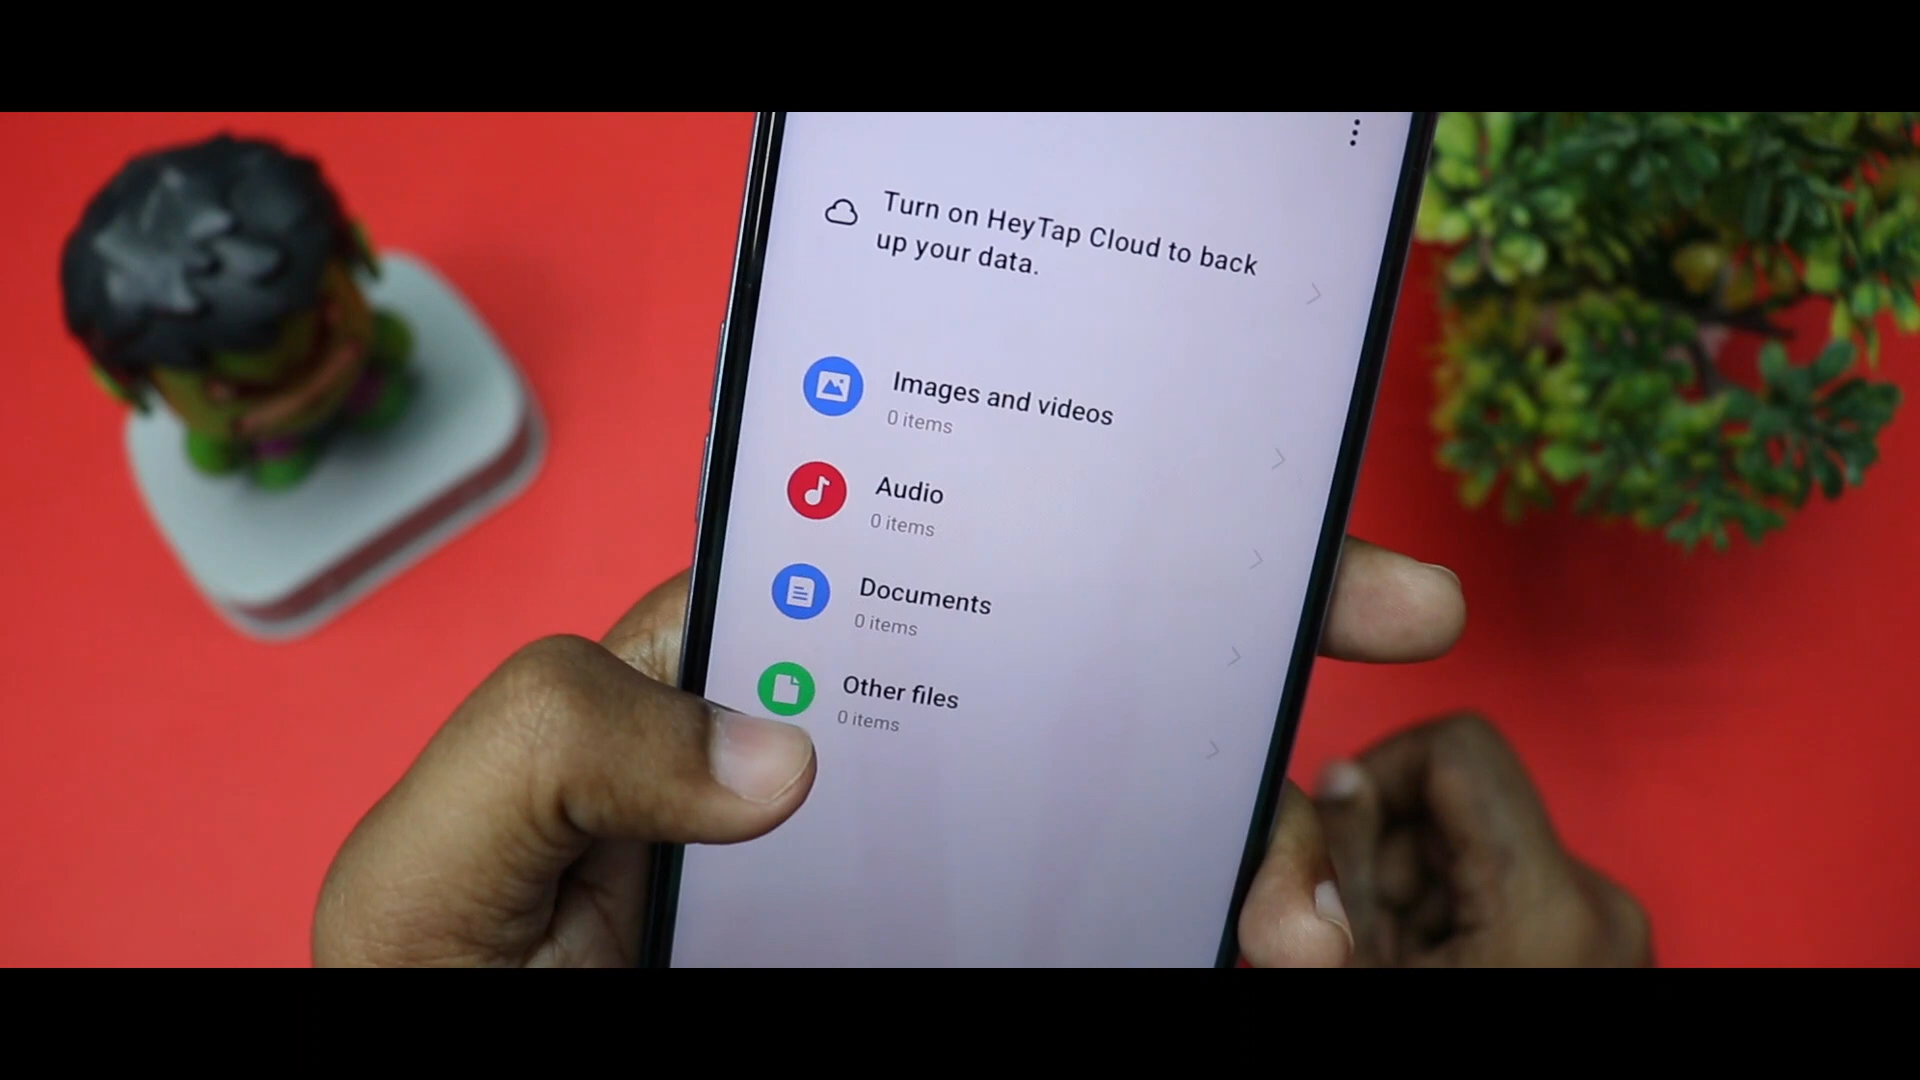 Turn on HeyTap Cloud to back
up your data.
Images and videos
0 items
Audio
0 items
Documents
0 items
Other files
0 items